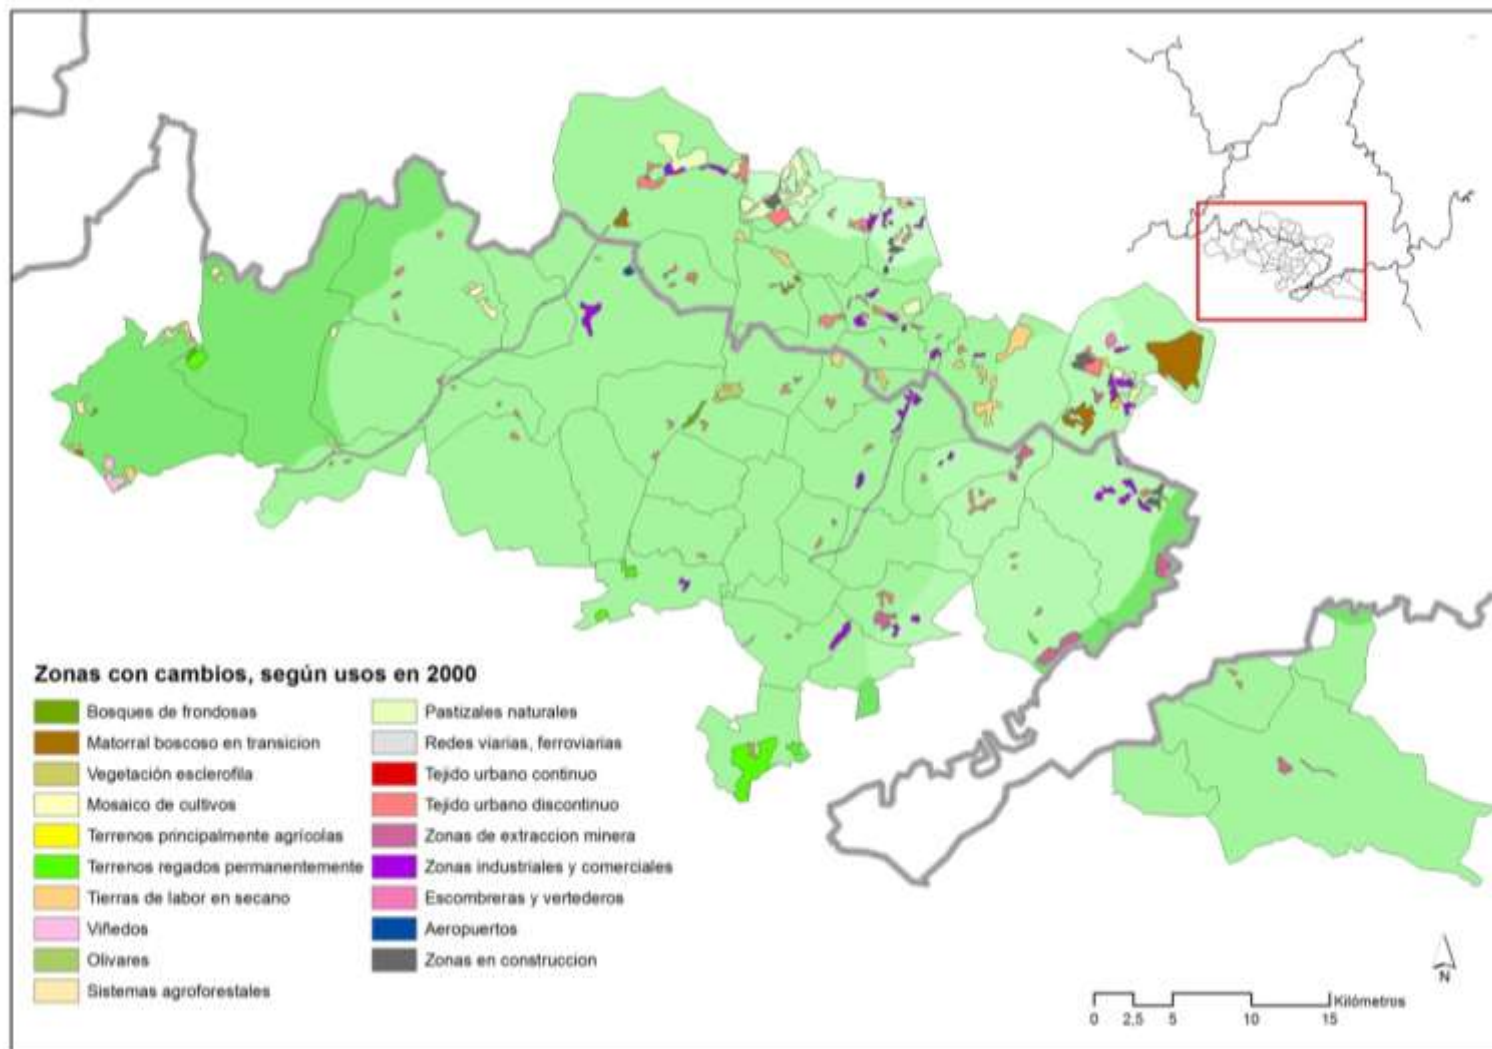 Zonas con cambios, según usos en 2000
Bosques de frondosas
Matorral boscoso en transicion
Vegetación esclerofila
Mosaico de cultivos
Terrenos principalmente agrícolas
Terrenos regados permanentemente
Tierras de labor en secano
Viñedos
Olivares
Sistemas agroforestales
Pastizales naturales
Redes viarias, ferroviarias
Tejido urbano continuo
Tejido urbano discontinuo
Zonas de extraccion minera
Zonas industriales y comerciales
Escombreras y vertederos
Aeropuertos
Zonas en construccion
N
Kilómetros
0 2,5 5 10 15